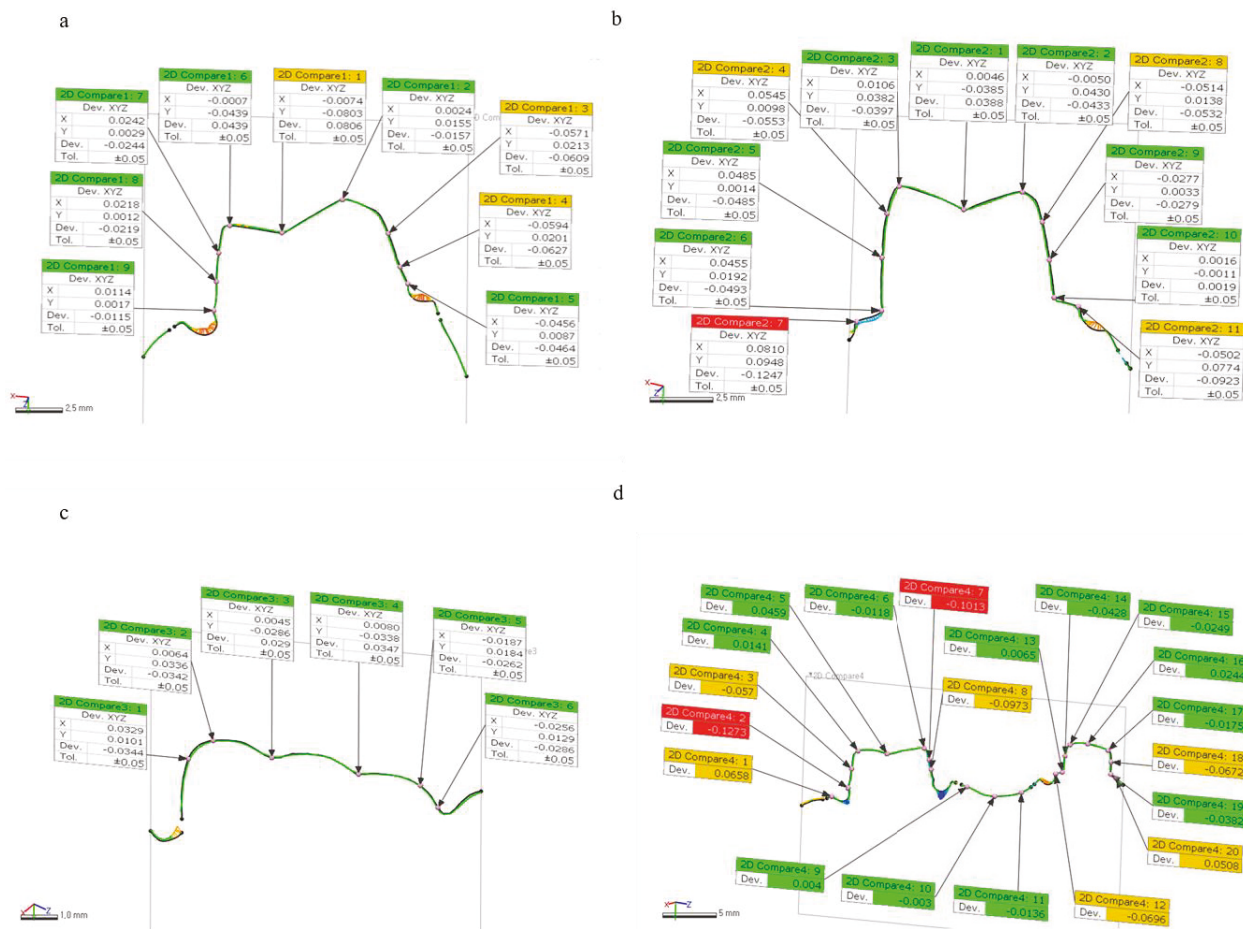 a
2D Compare1: 6
Dev. XYZ
X -0.0007
Y -0.0439
Dev. 0.0439
Tol. ±0.05
2D Compare1: 1
Dev. XYZ
X -0.0074
Y -0.0803
Dev. 0.0806
Tol. ±0.05
2D Compare1: 2
Dev. XYZ
X 0.0024
Y 0.0155
Dev. -0.0157
Tol. ±0.05
2D Compare1: 7
Dev. XYZ
X 0.0242
Y 0.0029
Dev. -0.0244
Tol. ±0.05
2D Compare1: 3
Dev. XYZ
X -0.0571
Y 0.0213
Dev. -0.0609
Tol. ±0.05
2D Compare1: 8
Dev. XYZ
X 0.0218
Y 0.0012
Dev. -0.0219
Tol. ±0.05
2D Compare1: 4
Dev. XYZ
X -0.0594
Y 0.0201
Dev. -0.0627
Tol. ±0.05
2D Compare1: 9
Dev. XYZ
X 0.0114
Y 0.0017
Dev. -0.0115
Tol. ±0.05
2D Compare1: 5
Dev. XYZ
X -0.0456
Y 0.0087
Dev. -0.0464
Tol. ±0.05
X
Z
2,5 mm
b
2D Compare2: 4
Dev. XYZ
X 0.0545
Y 0.0098
Dev. -0.0553
Tol. ±0.05
2D Compare2: 3
Dev. XYZ
X 0.0106
Y 0.0382
Dev. -0.0397
Tol. ±0.05
2D Compare2: 1
Dev. XYZ
X 0.0046
Y -0.0385
Dev. 0.0388
Tol. ±0.05
2D Compare2: 2
Dev. XYZ
X -0.0050
Y 0.0430
Dev. -0.0433
Tol. ±0.05
2D Compare2: 8
Dev. XYZ
X -0.0514
Y 0.0138
Dev. -0.0532
Tol. ±0.05
2D Compare2: 5
Dev. XYZ
X 0.0485
Y 0.0014
Dev. -0.0485
Tol. ±0.05
2D Compare2: 9
Dev. XYZ
X -0.0277
Y 0.0033
Dev. -0.0279
Tol. ±0.05
2D Compare2: 6
Dev. XYZ
X 0.0455
Y 0.0192
Dev. -0.0493
Tol. ±0.05
2D Compare2: 10
Dev. XYZ
X 0.0016
Y -0.0011
Dev. 0.0019
Tol. ±0.05
2D Compare2: 7
Dev. XYZ
X 0.0810
Y 0.0948
Dev. -0.1247
Tol. ±0.05
2D Compare2: 11
Dev. XYZ
X -0.0502
Y 0.0774
Dev. -0.0923
Tol. ±0.05
X
Z
2,5 mm
c
2D Compare3: 3
Dev. XYZ
X 0.0045
Y -0.0286
Dev. 0.029
Tol. ±0.05
2D Compare3: 4
Dev. XYZ
X 0.0080
Y -0.0338
Dev. 0.0347
Tol. ±0.05
2D Compare3: 5
Dev. XYZ
X -0.0187
Y 0.0184
Dev. -0.0262
Tol. ±0.05
2D Compare3: 2
Dev. XYZ
X 0.0064
Y -0.0336
Dev. -0.0342
Tol. ±0.05
2D Compare3: 1
Dev. XYZ
X 0.0329
Y 0.0101
Dev. -0.0344
Tol. ±0.05
2D Compare3: 6
Dev. XYZ
X -0.0256
Y 0.0129
Dev. -0.0286
Tol. ±0.05
X Z
1,0 mm
d
2D Compare4: 5
Dev. 0.0459
2D Compare4: 6
Dev. -0.0118
2D Compare4: 7
Dev. -0.1013
2D Compare4: 14
Dev. -0.0428
2D Compare4: 15
Dev. -0.0249
2D Compare4: 4
Dev. 0.0141
2D Compare4: 13
Dev. 0.0065
2D Compare4: 16
Dev. 0.0244
2D Compare4: 3
Dev. -0.057
2D Compare4
2D Compare4: 8
Dev. -0.0973
2D Compare4: 17
Dev. -0.0175
2D Compare4: 2
Dev. -0.1273
2D Compare4: 18
Dev. -0.0672
2D Compare4: 1
Dev. 0.0658
2D Compare4: 19
Dev. -0.0382
2D Compare4: 20
Dev. 0.0508
2D Compare4: 9
Dev. 0.004
2D Compare4: 10
Dev. -0.003
2D Compare4: 11
Dev. -0.0136
2D Compare4: 12
Dev. -0.0696
X Z
5 mm